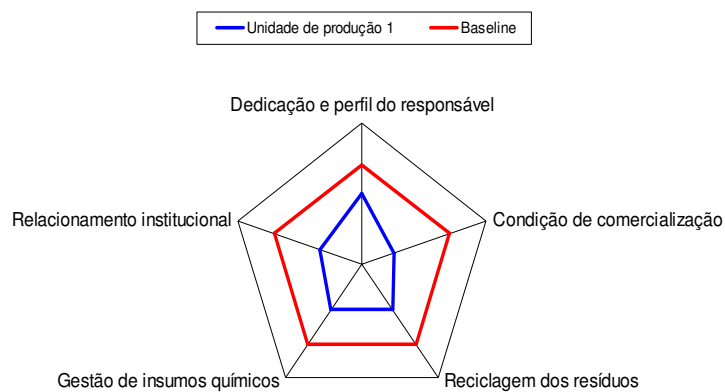 Unidade de produção 1
Baseline
Dedicação e perfil do responsável
Relacionamento institucional
Condição de comercialização
Gestão de insumos químicos
Reciclagem dos resíduos